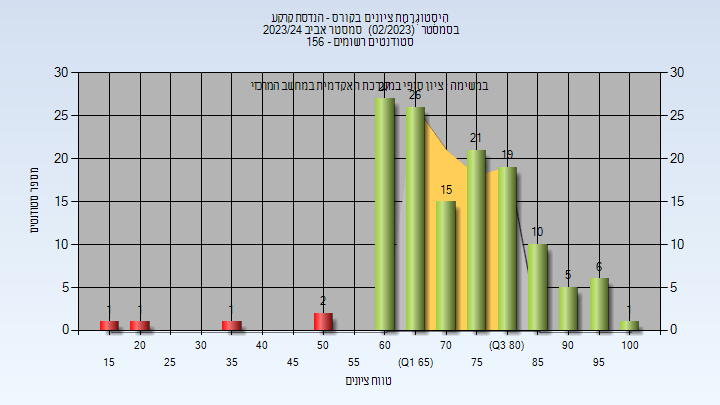 היסטוגרמת ציונים בקורס - הנדסת קרקע
בסמסטר (02/2023) סמסטר אביב 2023/24
סטודנטים רשומים - 156
במשימה: ציון סופי במערכת האקדמית במחשב המרכזי
30 30
25 25
20 20
15 15
10 10
5 5
0 0
1 1 1 2 27 26 15 21 19 10 5 6 1
מספר סטודנטים
20 30 40 50 60 70 (Q3 80) 90 100
15 25 35 45 55 (Q1 65) 75 85 95
טווח ציונים